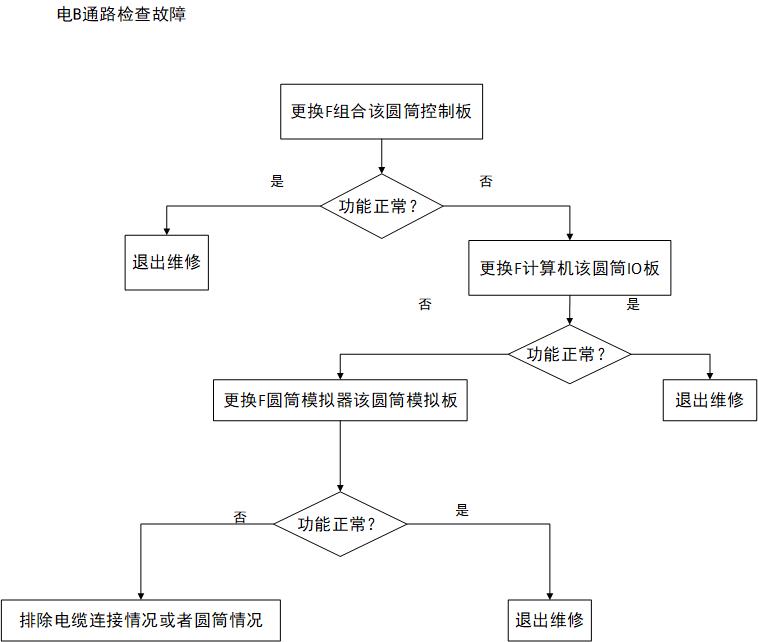 电B通路检查故障
更换F组合该圆筒控制板
是
否
功能正常？
退出维修
更换F计算机该圆筒IO板
否
是
功能正常？
更换F圆筒模拟器该圆筒模拟板
退出维修
否
是
功能正常？
排除电缆连接情况或者圆筒情况
退出维修